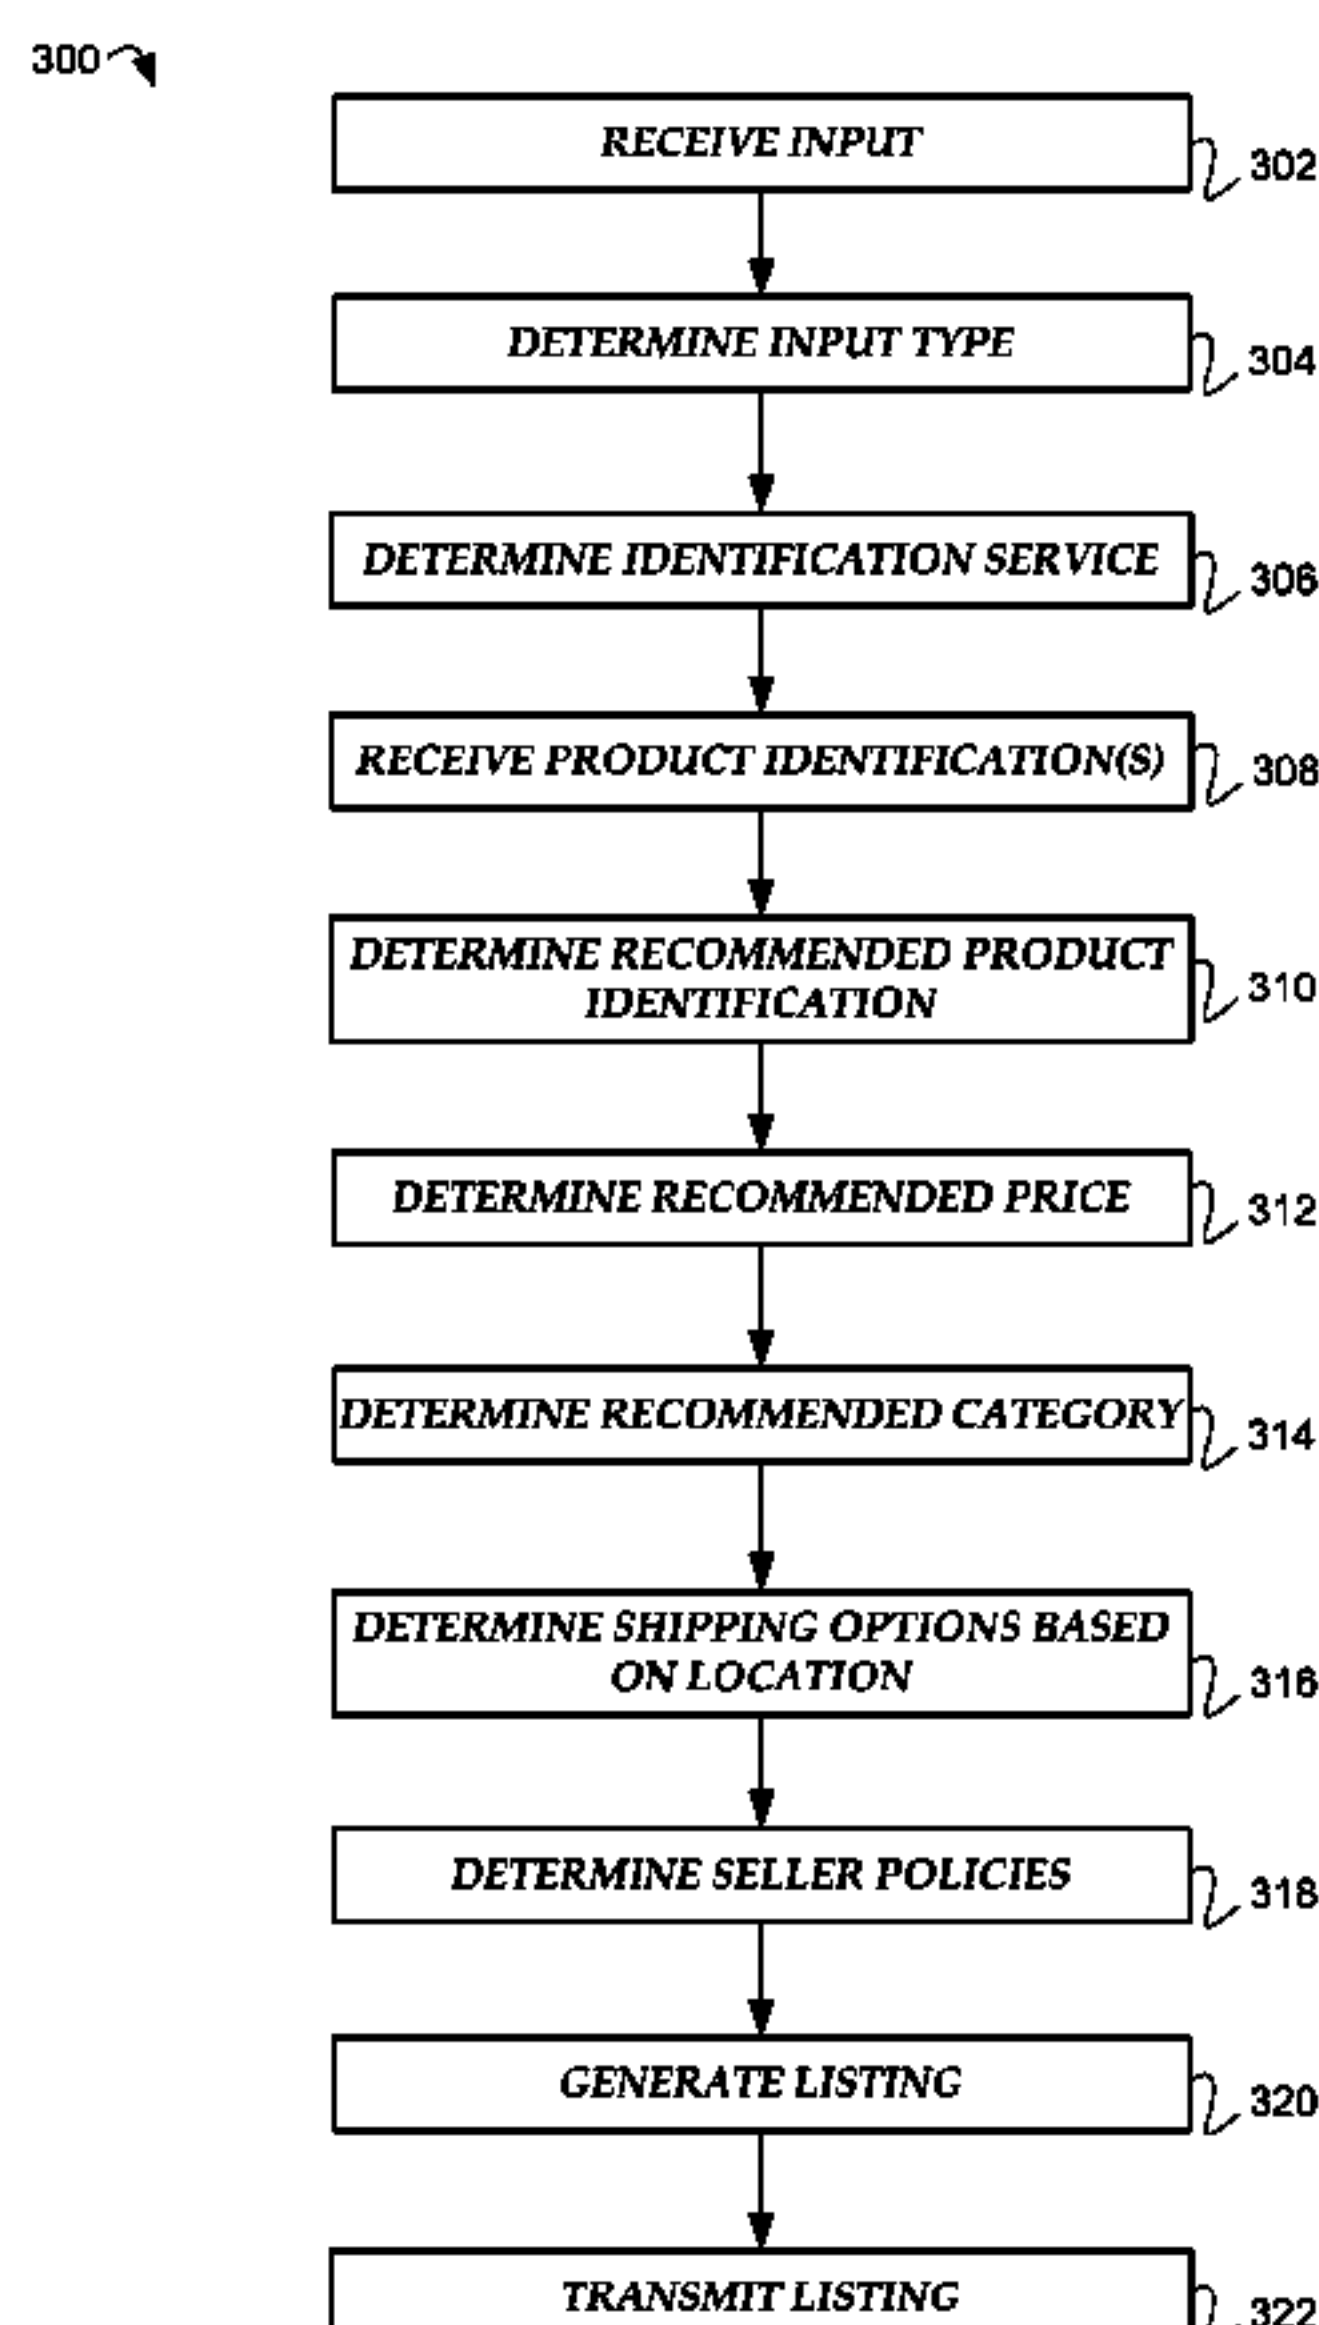 300
RECEIVE INPUT
302
DETERMINE INPUT TYPE
304
DETERMINE IDENTIFICATION SERVICE
306
RECEIVE PRODUCT IDENTIFICATION(S)
308
DETERMINE RECOMMENDED PRODUCT
IDENTIFICATION
310
DETERMINE RECOMMENDED PRICE
312
DETERMINE RECOMMENDED CATEGORY
314
DETERMINE SHIPPING OPTIONS BASED
ON LOCATION
316
DETERMINE SELLER POLICIES
318
GENERATE LISTING
320
TRANSMIT LISTING
322